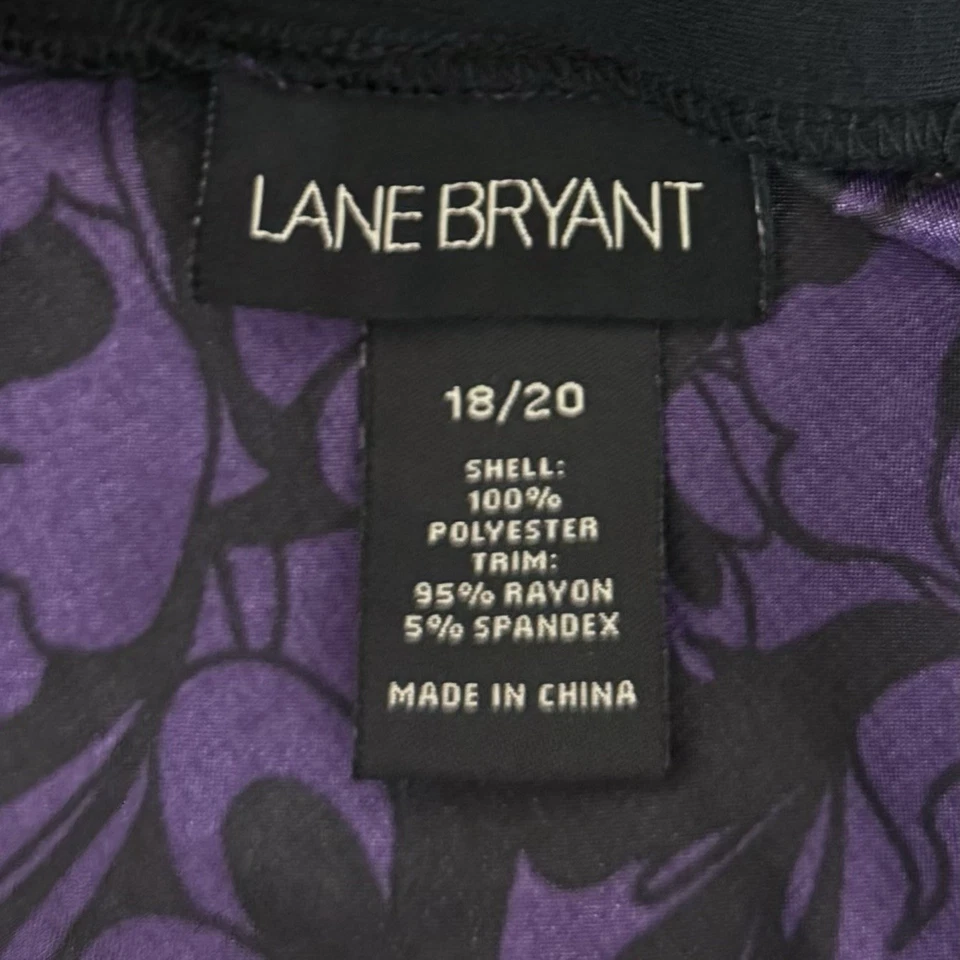 LANE BRYANT
18/20
SHELL:
100%
POLYESTER
TRIM:
95% RAYON
5% SPANDEX
MADE IN CHINA